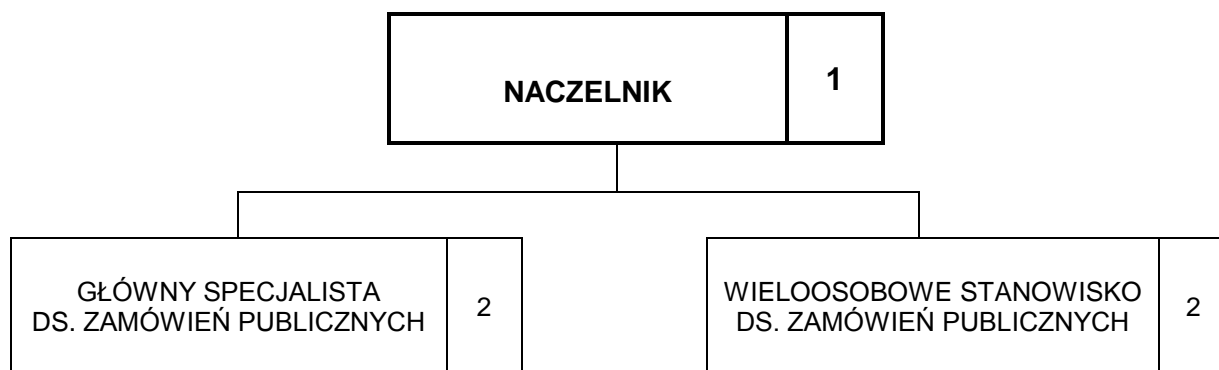 NACZELNIK
1
GŁÓWNY SPECJALISTA
DS. ZAMÓWIEŃ PUBLICZNYCH
2
WIELOOSOBOWE STANOWISKO
DS. ZAMÓWIEŃ PUBLICZNYCH
2